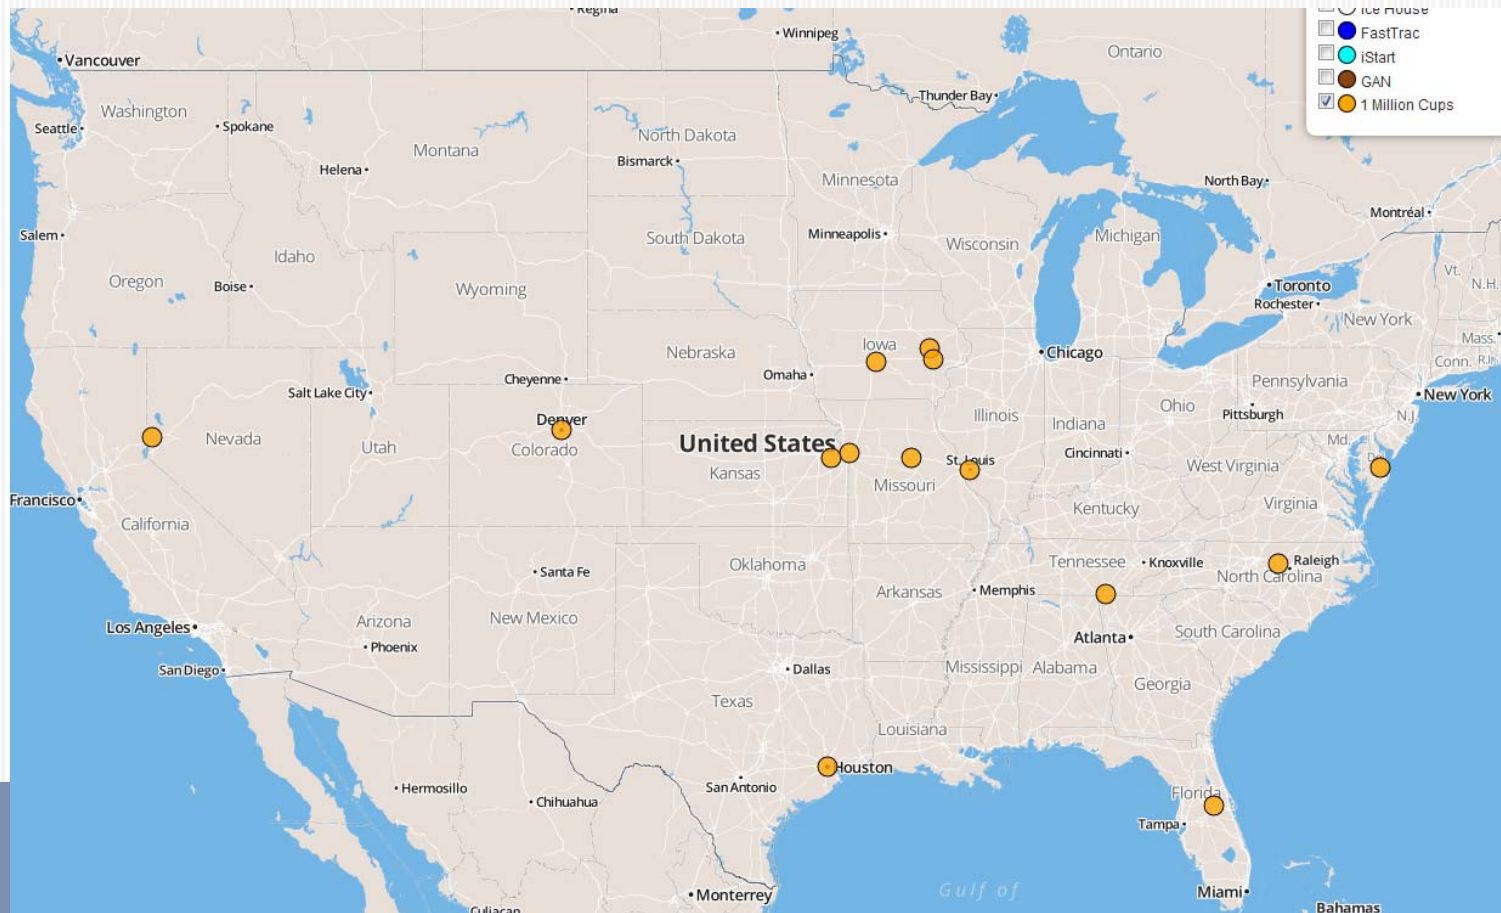 Regina
Winnipeg
Ice House
FastTrac
iStart
GAN
1 Million Cups
Vancouver
Ontario
Thunder Bay
Washington
Seattle
Spokane
North Dakota
Montana
Helena
Bismarck
Minnesota
North Bay
Montréal
Salem
South Dakota
Minneapolis
Wisconsin
Michigan
Idaho
Oregon
Boise
Wyoming
Toronto
Rochester
Vt.
N.H.
New York
Mass.
Conn.
R.I.
Iowa
Nebraska
Chicago
Omaha
Cheyenne
Salt Lake City
Pennsylvania
New York
Ohio
Pittsburgh
N.J.
Illinois
Indiana
Denver
Nevada
Utah
Colorado
United States
Kansas
Missouri
St. Louis
Cincinnati
Md.
West Virginia
Virginia
Francisco
California
Kentucky
Oklahoma
Tennessee
Knoxville
Raleigh
North Carolina
Santa Fe
Arkansas
Memphis
Los Angeles
Arizona
New Mexico
Phoenix
Atlanta
South Carolina
San Diego
Dallas
Mississippi
Alabama
Georgia
Texas
Louisiana
Houston
San Antonio
Hermosillo
Chihuahua
Florida
Tampa
Gulf of
Miami
Monterrey
Culiacan
Bahamas